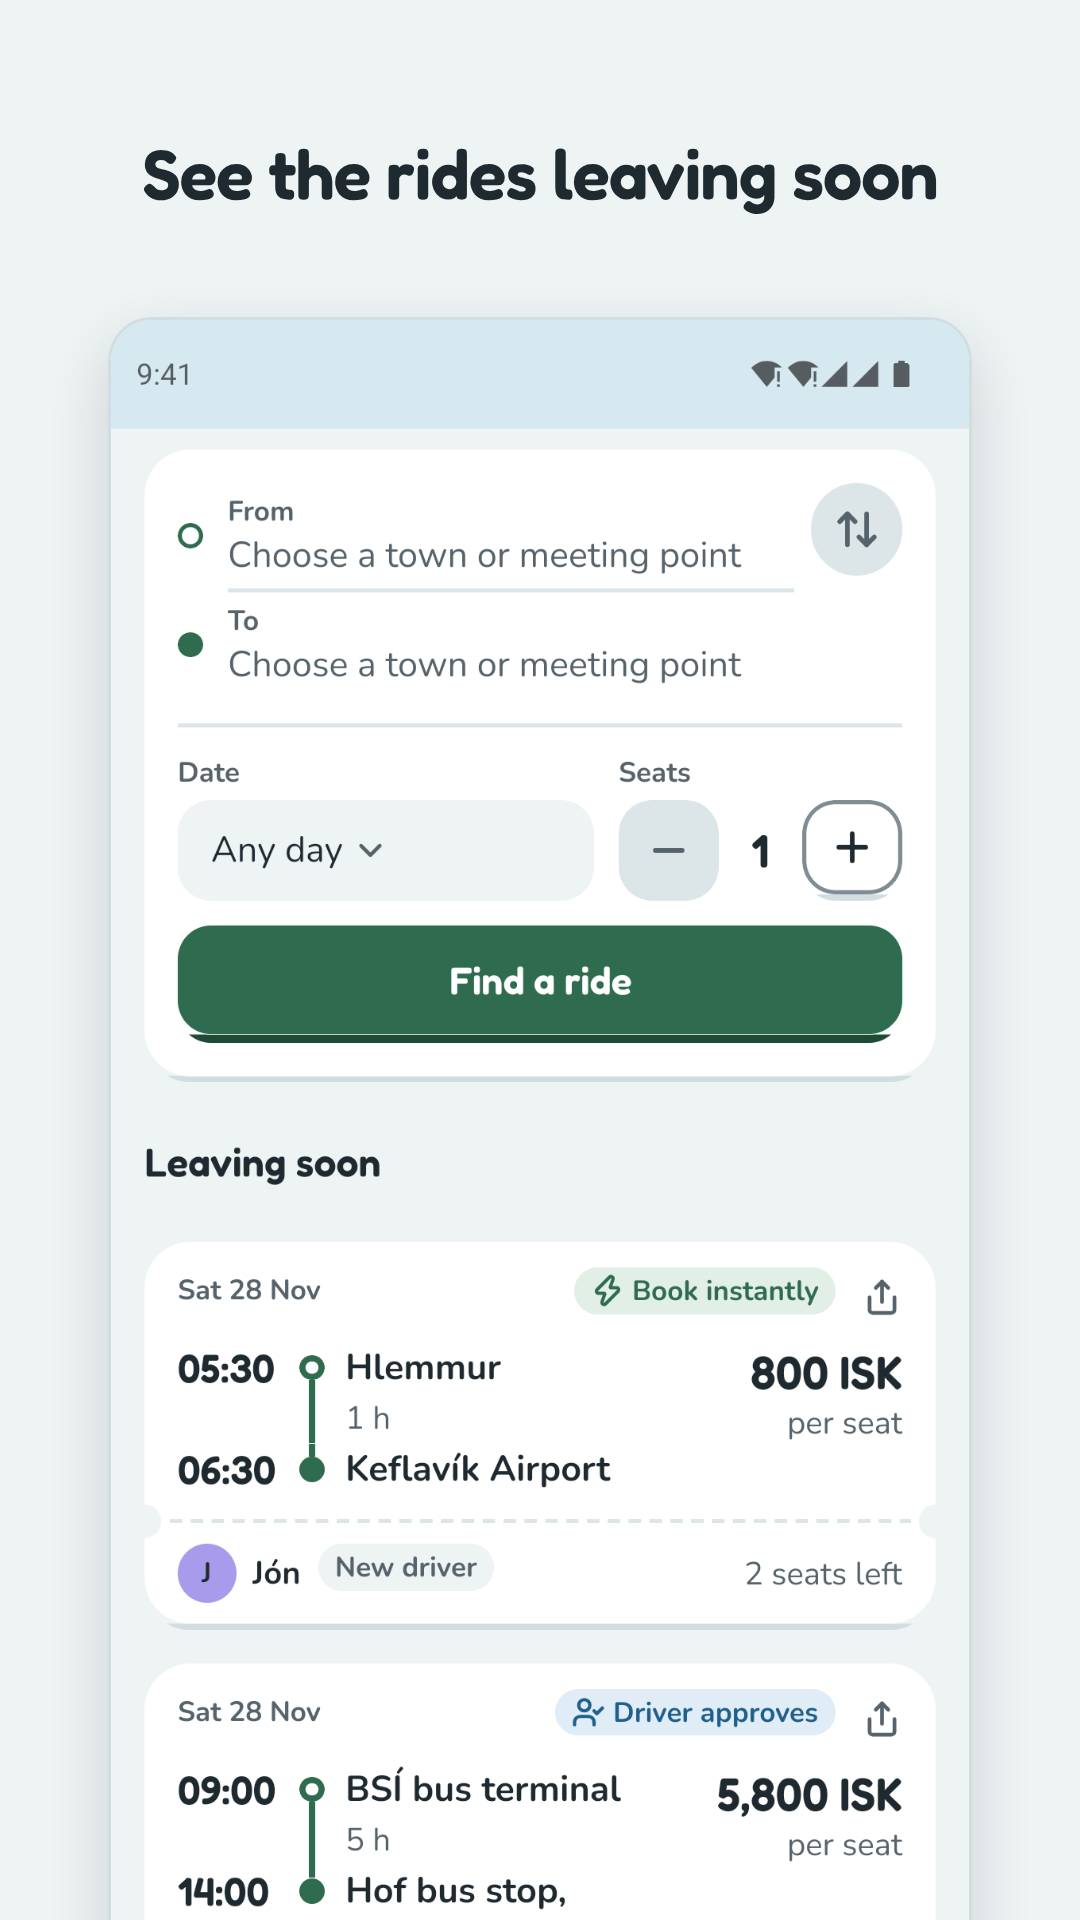 See the rides leaving soon
9:41
From
Choose a town or meeting point
To
Choose a town or meeting point
Date
Seats
Any day
1
Find a ride
Leaving soon
Sat 28 Nov
Book instantly
05:30
Hlemmur
800 ISK
1 h
per seat
06:30
Keflavík Airport
J
Jón
New driver
2 seats left
Sat 28 Nov
Driver approves
09:00
BSÍ bus terminal
5,800 ISK
5 h
per seat
14:00
Hof bus stop,